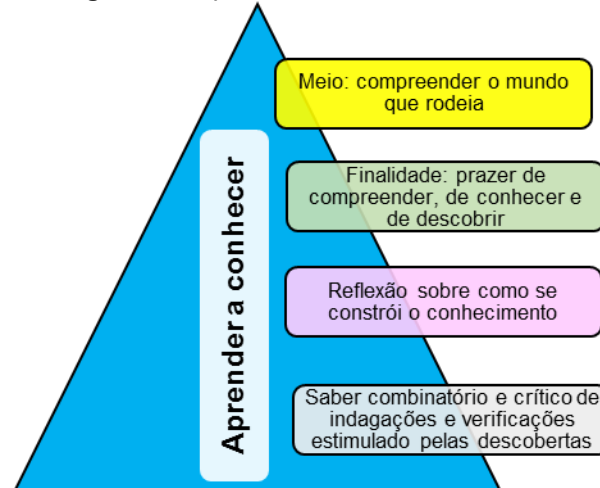 Aprender a conhecer
Meio: compreender o mundo
que rodeia
Finalidade: prazer de
compreender, de conhecer e
de descobrir
Reflexão sobre como se
constrói o conhecimento
Saber combinatório e crítico de
indagações e verificações
estimulado pelas descobertas